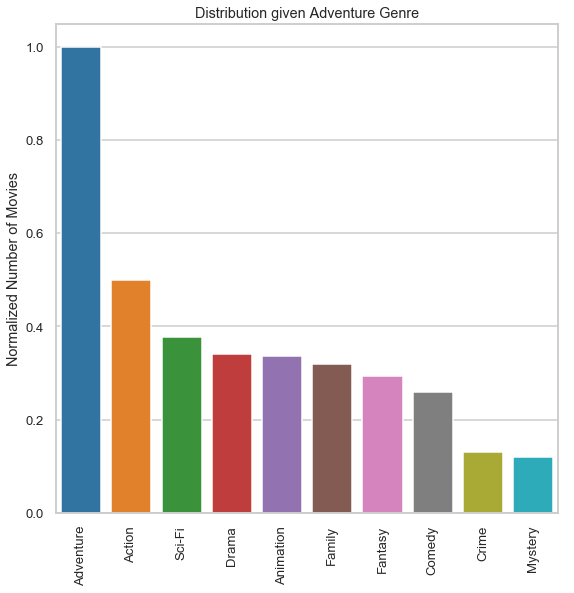 Distribution given Adventure Genre
Normalized Number of Movies
1.0
0.8
0.6
0.4
0.2
0.0
Adventure
Action
Sci-Fi
Drama
Animation
Family
Fantasy
Comedy
Crime
Mystery